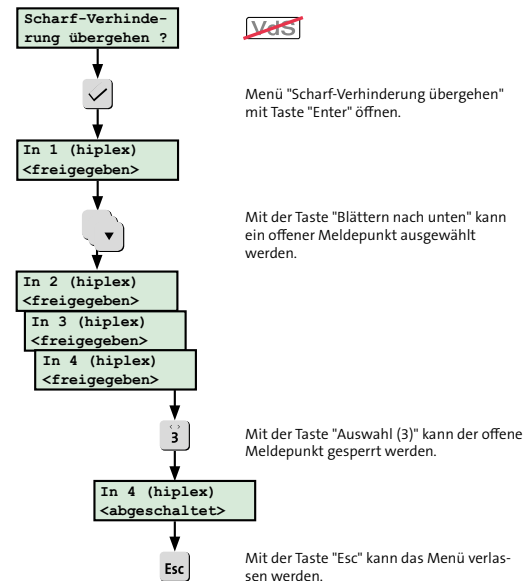 Scharf-Verhinde-
rung übergehen ?
VdS
Menü "Scharf-Verhinderung übergehen"
mit Taste "Enter" öffnen.
In 1 (hiplex)
<freigegeben>
Mit der Taste "Blättern nach unten" kann
ein offener Meldepunkt ausgewählt
werden.
In 2 (hiplex)
<freigegeben>
In 3 (hiplex)
<freigegeben>
In 4 (hiplex)
<freigegeben>
< >
3
Mit der Taste "Auswahl (3)" kann der offene
Meldepunkt gesperrt werden.
In 4 (hiplex)
<abgeschaltet>
Esc
Mit der Taste "Esc" kann das Menü verlas-
sen werden.